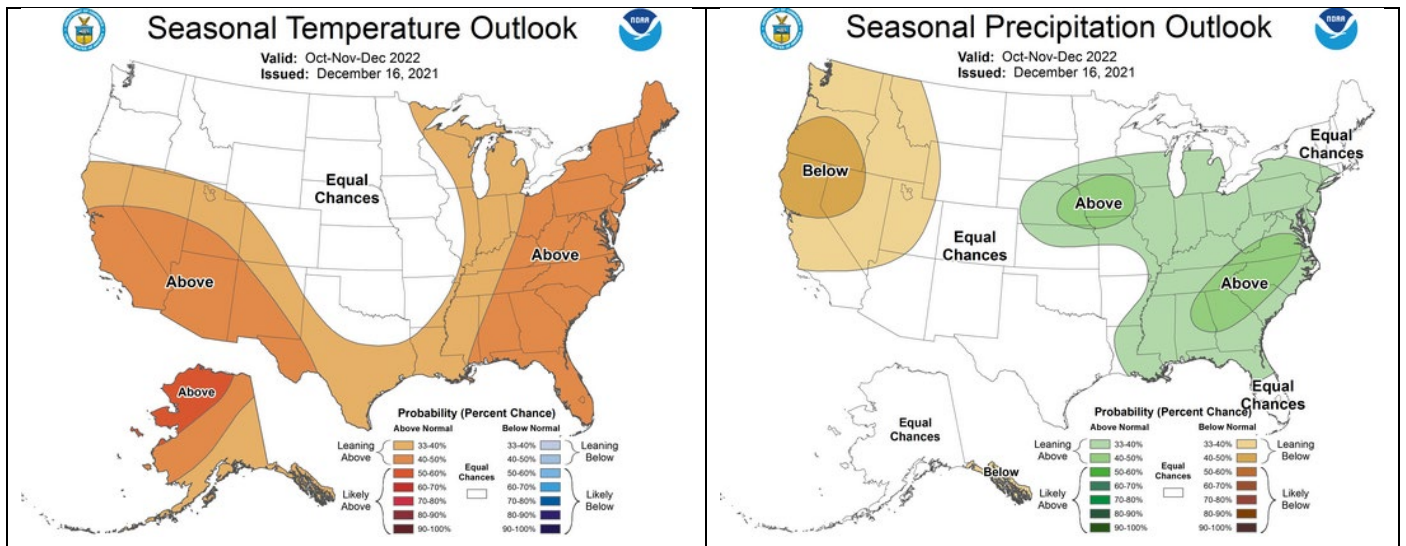 Seasonal Temperature Outlook
NOAA
Valid: Oct-Nov-Dec 2022
Issued: December 16, 2021
Equal
Chances
Above
Above
Above
Probability (Percent Chance)
Above Normal
Below Normal
Leaning
Above
33-40%
40-50%
Likely
Above
50-60%
60-70%
70-80%
80-90%
90-100%
Equal
Chances
33-40%
40-50%
Leaning
Below
50-60%
60-70%
70-80%
80-90%
90-100%
Likely
Below
Seasonal Precipitation Outlook
NOAA
Valid: Oct-Nov-Dec 2022
Issued: December 16, 2021
Equal
Chances
Below
Above
Equal
Chances
Above
Equal
Chances
Equal
Chances
Below
Probability (Percent Chance)
Above Normal
Below Normal
Leaning
Above
33-40%
40-50%
Likely
Above
50-60%
60-70%
70-80%
80-90%
90-100%
Equal
Chances
33-40%
40-50%
Leaning
Below
50-60%
60-70%
70-80%
80-90%
90-100%
Likely
Below